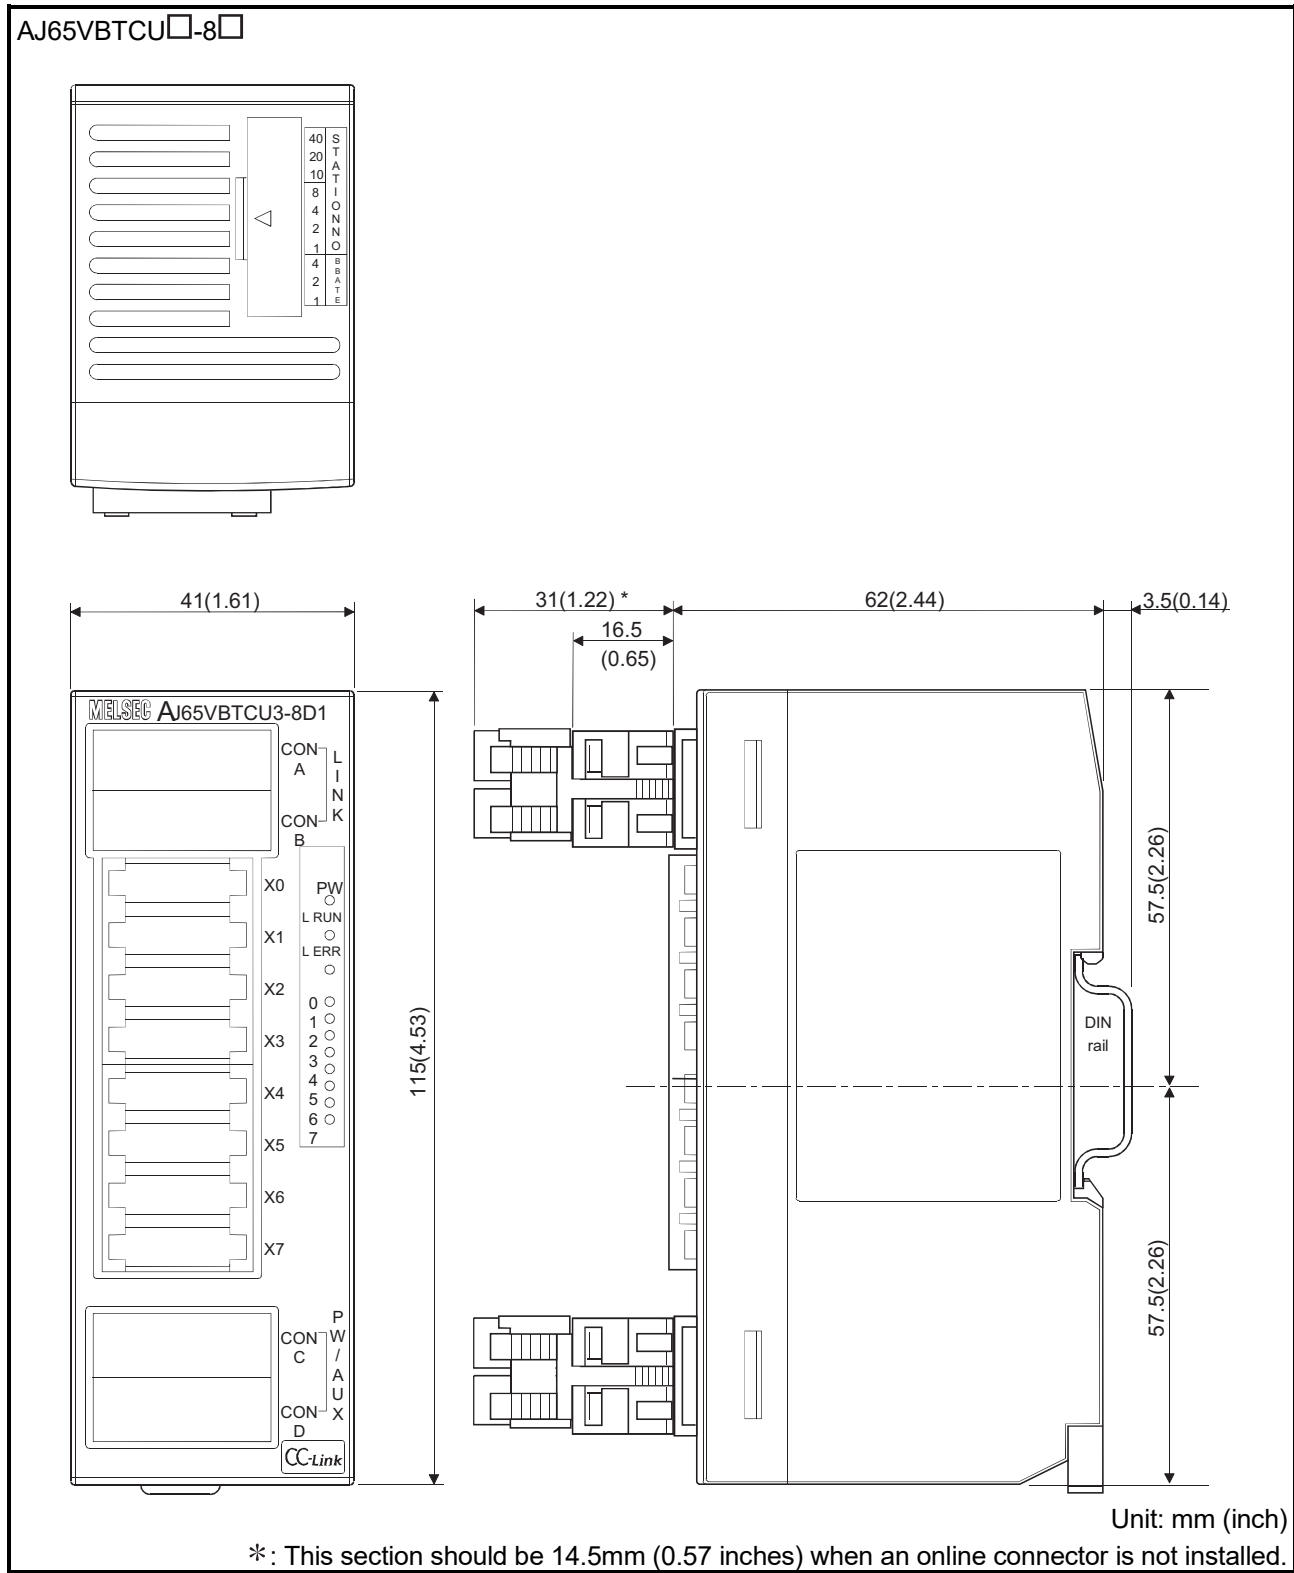 AJ65VBTCU□-8□
40
20
10
8
4
2
1
STATIONNO
4
2
1
BBATE
41(1.61)
31(1.22) *
62(2.44)
3.5(0.14)
16.5
(0.65)
MELSEC AJ65VBTCU3-8D1
CON
A
LINK
CON
B
X0
PW
L RUN
X1
L ERR
X2
0
1
X3
2
3
X4
4
5
6
X5
7
X6
X7
115(4.53)
57.5(2.26)
DIN
rail
57.5(2.26)
PW/AUX
CON
C
CON
D
CC-Link
Unit: mm (inch)
*: This section should be 14.5mm (0.57 inches) when an online connector is not installed.